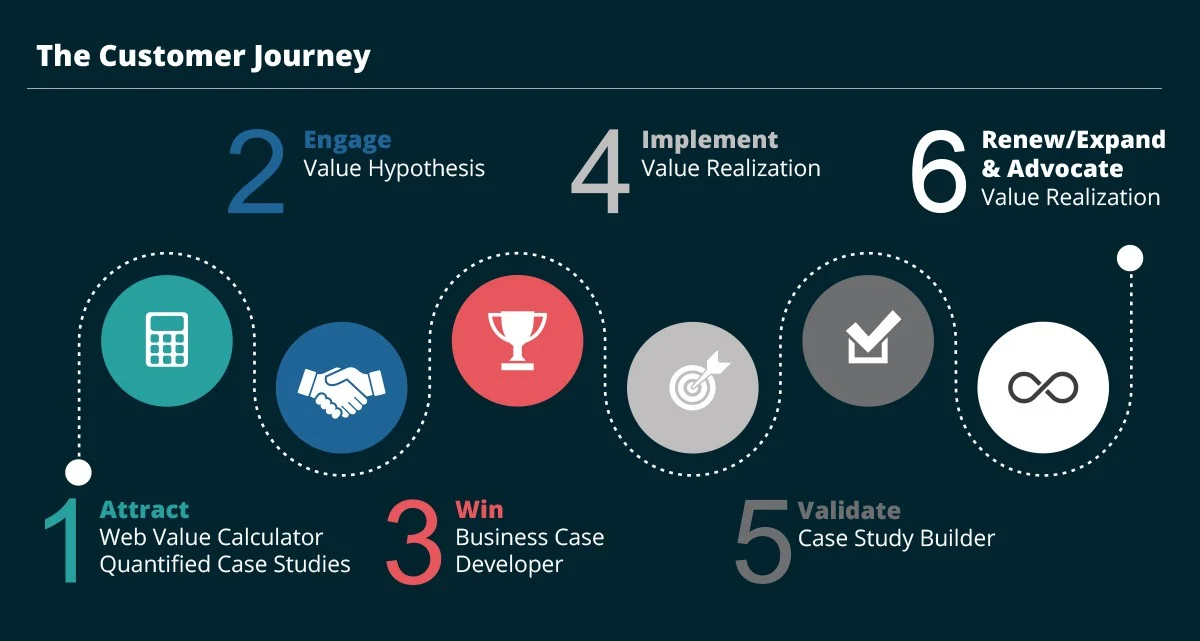 The Customer Journey
1
Attract
Web Value Calculator
Quantified Case Studies
2
Engage
Value Hypothesis
3
Win
Business Case
Developer
4
Implement
Value Realization
5
Validate
Case Study Builder
6
Renew/Expand
& Advocate
Value Realization